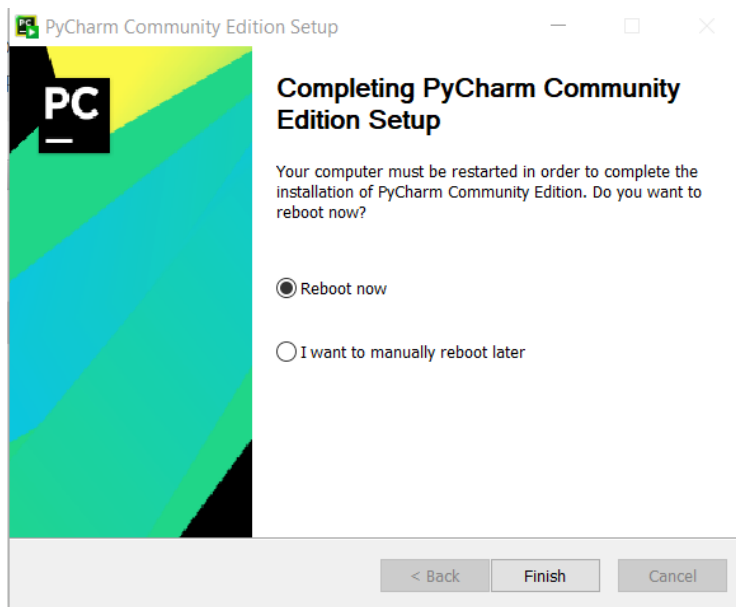 PyCharm Community Edition Setup
PC
Completing PyCharm Community
Edition Setup
Your computer must be restarted in order to complete the
installation of PyCharm Community Edition. Do you want to
reboot now?
Reboot now
I want to manually reboot later
< Back Finish Cancel